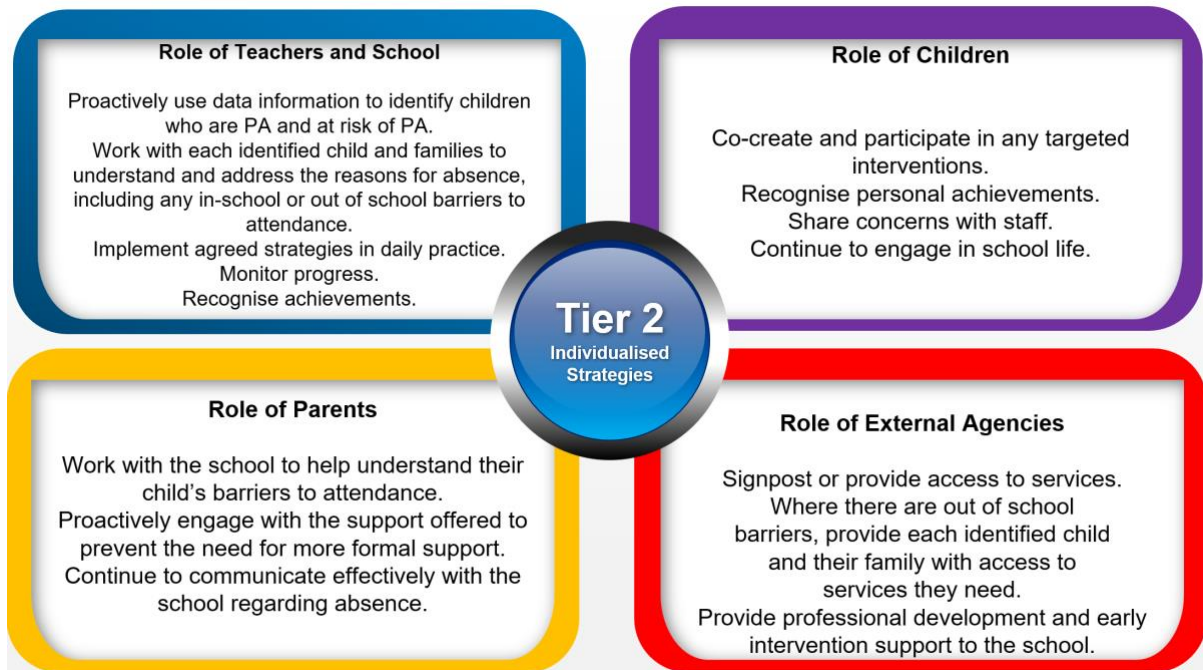 Role of Teachers and School
Proactively use data information to identify children
who are PA and at risk of PA.
Work with each identified child and families to
understand and address the reasons for absence,
including any in-school or out of school barriers to
attendance.
Implement agreed strategies in daily practice.
Monitor progress.
Recognise achievements.
Role of Children
Co-create and participate in any targeted
interventions.
Recognise personal achievements.
Share concerns with staff.
Continue to engage in school life.
Tier 2
Individualised
Strategies
Role of Parents
Work with the school to help understand their
child’s barriers to attendance.
Proactively engage with the support offered to
prevent the need for more formal support.
Continue to communicate effectively with the
school regarding absence.
Role of External Agencies
Signpost or provide access to services.
Where there are out of school
barriers, provide each identified child
and their family with access to
services they need.
Provide professional development and early
intervention support to the school.